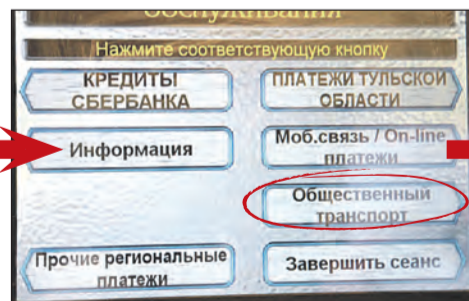 обслуживания
Нажмите соответствующую кнопку
КРЕДИТЫ
СБЕРБАНКА
ПЛАТЕЖИ ТУЛЬСКОЙ
ОБЛАСТИ
Информация
Моб.связь / On-line
платежи
Общественный
транспорт
Прочие региональные
платежи
Завершить сеанс